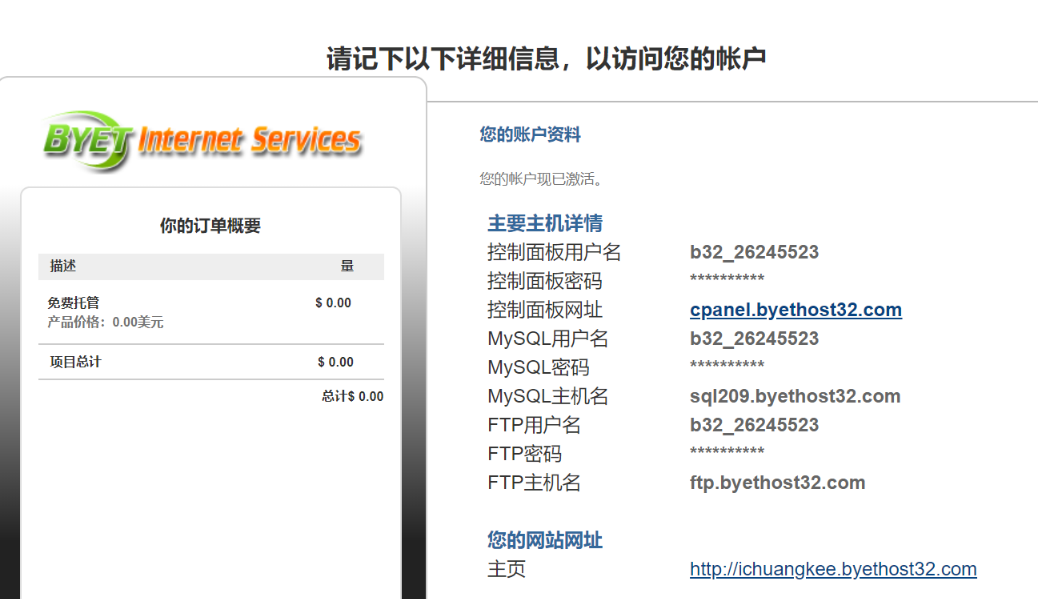 请记下以下详细信息，以访问您的帐户
BYET Internet Services
你的订单概要
描述 量
免费托管 $ 0.00
产品价格：0.00美元
项目总计 $ 0.00
总计$ 0.00
您的账户资料
您的帐户现已激活。
主要主机详情
控制面板用户名 b32_26245523
控制面板密码 **********
控制面板网址 cpanel.byethost32.com
MySQL用户名 b32_26245523
MySQL密码 **********
MySQL主机名 sql209.byethost32.com
FTP用户名 b32_26245523
FTP密码 **********
FTP主机名 ftp.byethost32.com
您的网站网址
主页 http://ichuangkee.byethost32.com